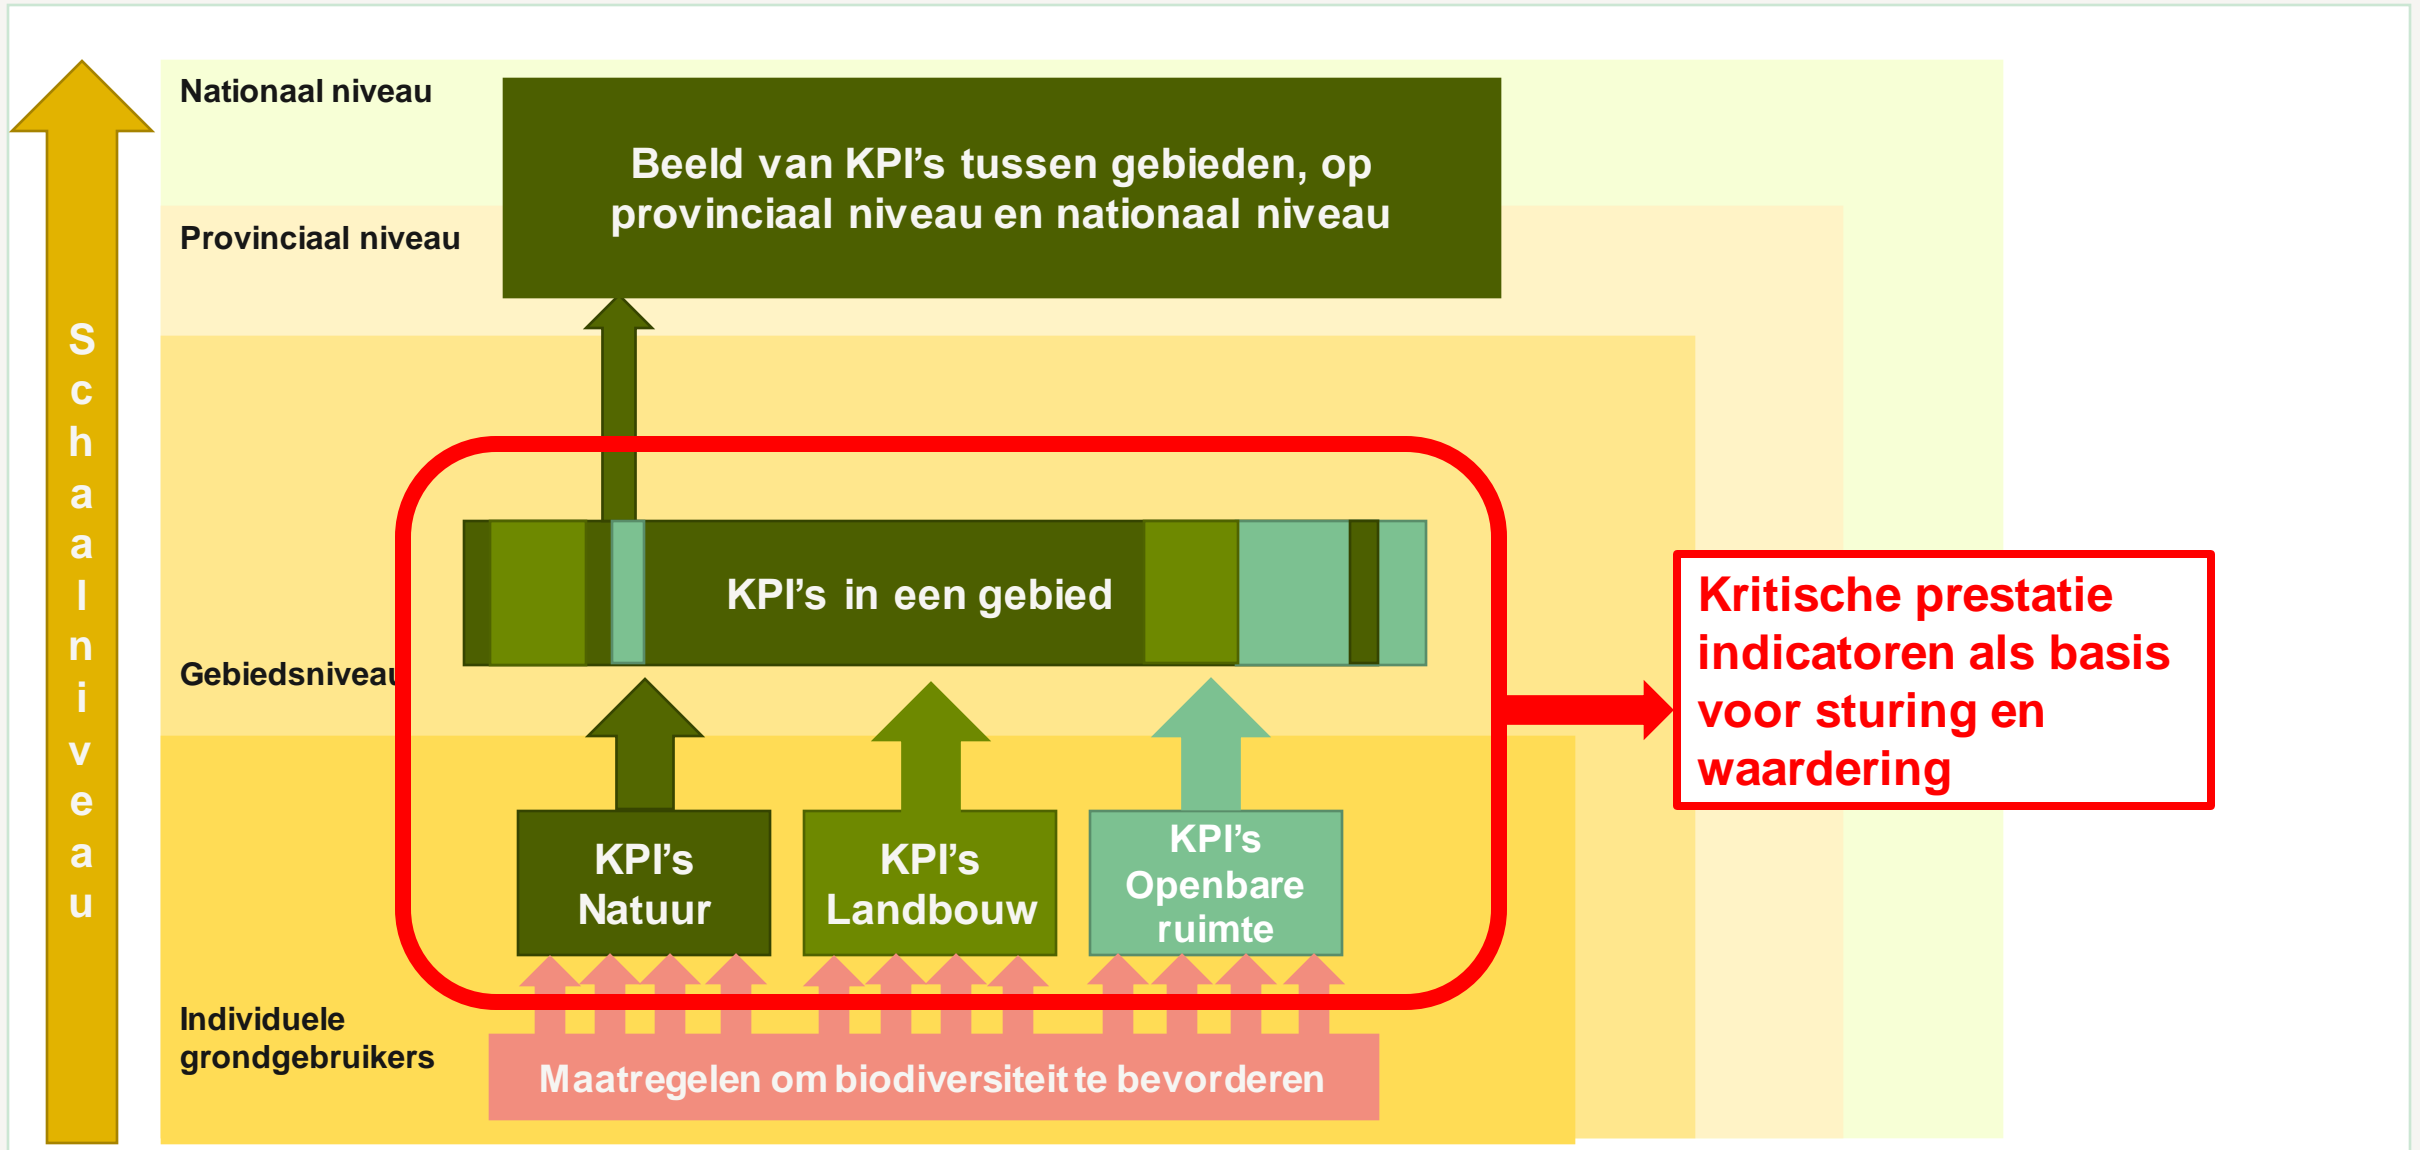 Nationaal niveau
Beeld van KPI’s tussen gebieden, op
provinciaal niveau en nationaal niveau
Provinciaal niveau
Schaalniveau
KPI’s in een gebied
Gebiedsniveau
Kritische prestatie
indicatoren als basis
voor sturing en
waardering
KPI’s
Natuur
KPI’s
Landbouw
KPI’s
Openbare
ruimte
Individuele
grondgebruikers
Maatregelen om biodiversiteit te bevorderen